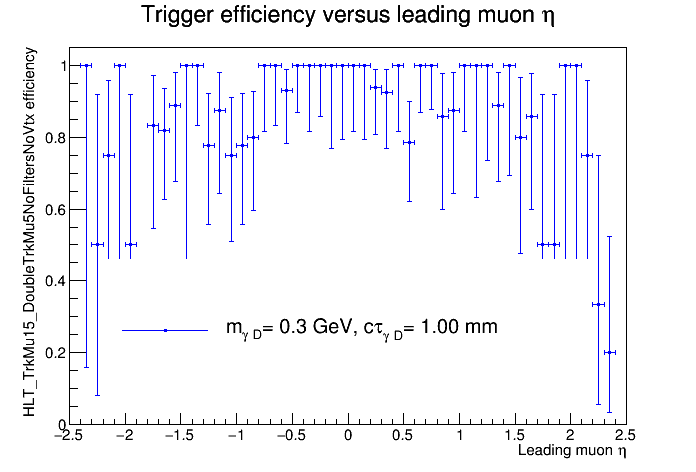 Trigger efficiency versus leading muon η
HLT_TrkMu15_DoubleTrkMu5NoFiltersNoVtx efficiency
1
0.8
0.6
0.4
0.2
0
m_γ D= 0.3 GeV, cτ_γ D= 1.00 mm
−2.5 −2 −1.5 −1 −0.5 0 0.5 1 1.5 2 2.5
Leading muon η